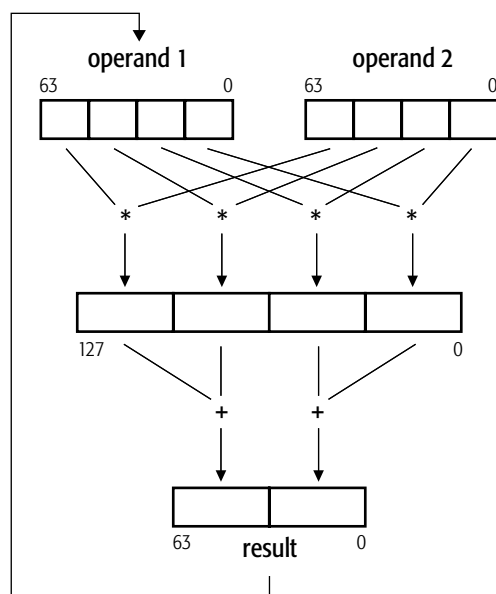 operand 1 operand 2
63 0 63 0
* * * *
127 0
+ +
63 result 0